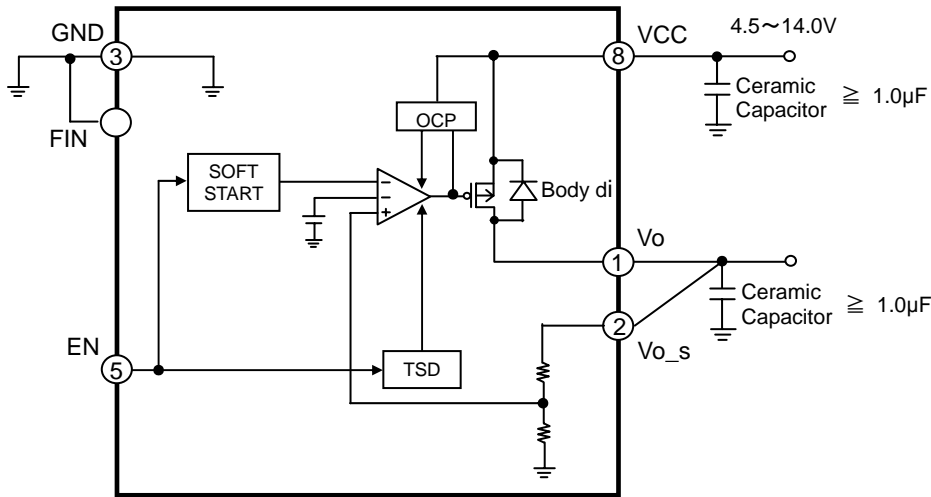 GND
3
FIN
VCC
8
4.5～14.0V
Ceramic
Capacitor ≧ 1.0µF
OCP
SOFT
START
−
−
+
Body di
Vo
1
Ceramic
Capacitor ≧ 1.0µF
2
Vo_s
EN
5
TSD